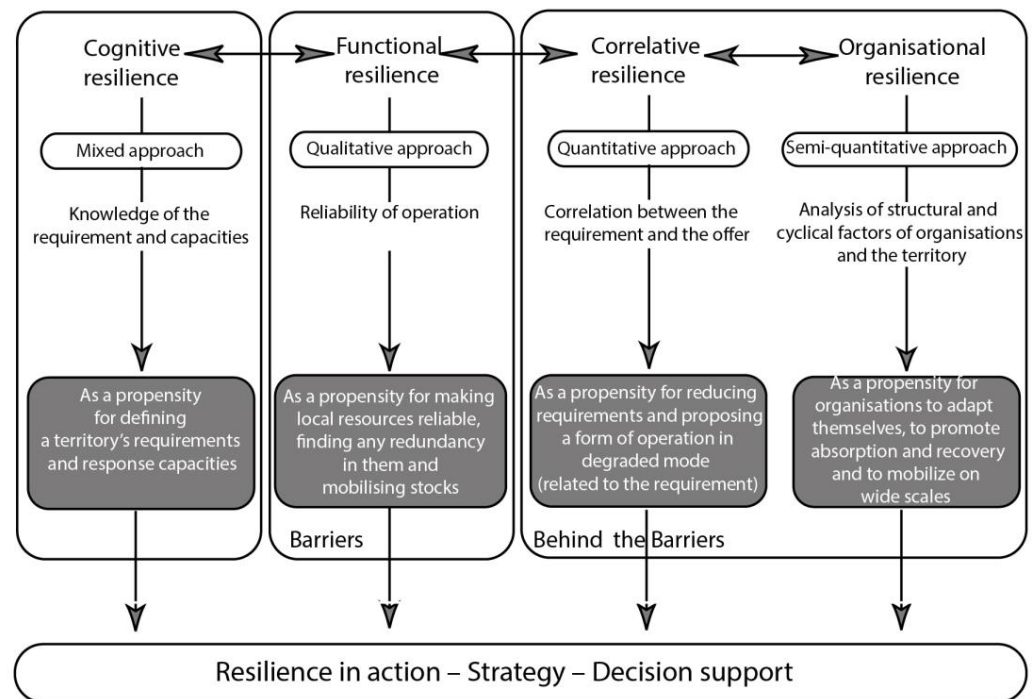 Cognitive
resilience
Mixed approach
Knowledge of the
requirement and capacities
As a propensity
for defining
a territory's requirements
and response capacities
Functional
resilience
Qualitative approach
Reliability of operation
As a propensity for making
local resources reliable,
finding any redundancy
in them and
mobilising stocks
Barriers
Correlative
resilience
Quantitative approach
Correlation between the
requirement and the offer
As a propensity for reducing
requirements and proposing
a form of operation in
degraded mode
(related to the requirement)
Organisational
resilience
Semi-quantitative approach
Analysis of structural and
cyclical factors of organisations
and the territory
As a propensity for
organisations to adapt
themselves, to promote
absorption and recovery
and to mobilize on
wide scales
Behind the Barriers
Resilience in action – Strategy – Decision support